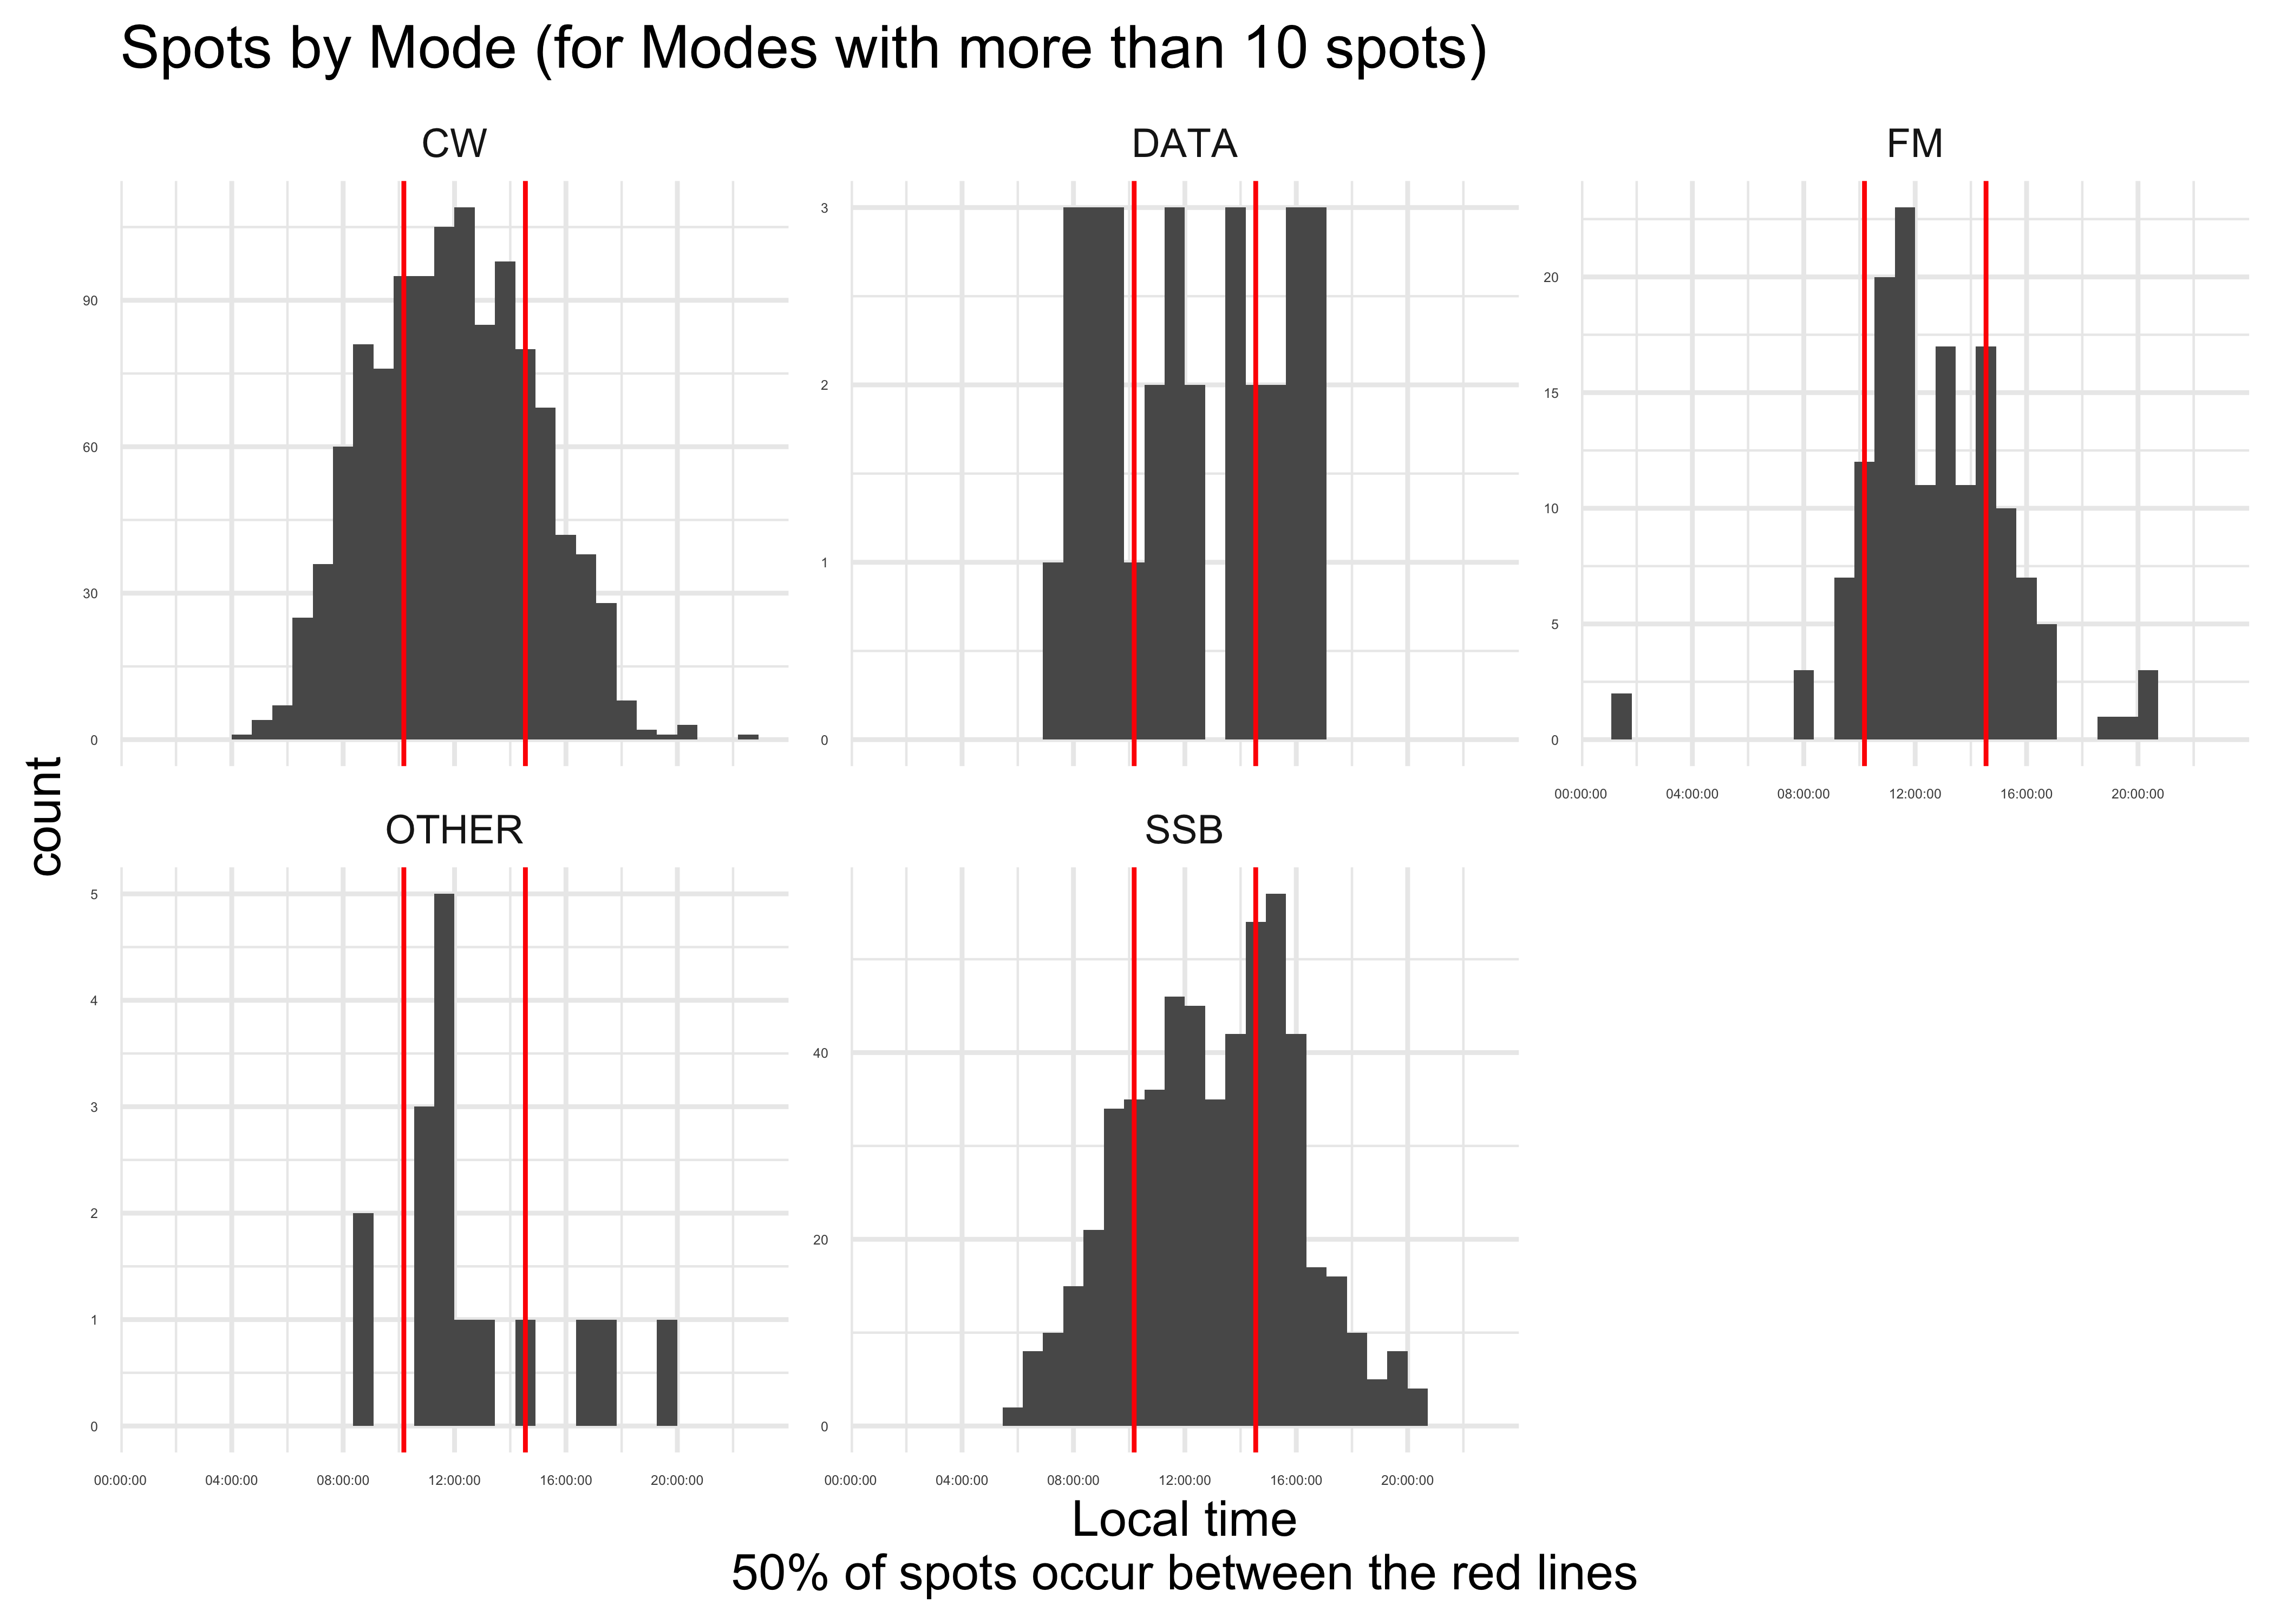 Spots by Mode (for Modes with more than 10 spots)
CW
DATA
FM
90
60
30
0
3
2
1
0
20
15
10
5
0
00:00:00 04:00:00 08:00:00 12:00:00 16:00:00 20:00:00
count
OTHER
SSB
5
4
3
2
1
0
40
20
0
00:00:00 04:00:00 08:00:00 12:00:00 16:00:00 20:00:00
00:00:00 04:00:00 08:00:00 12:00:00 16:00:00 20:00:00
Local time
50% of spots occur between the red lines